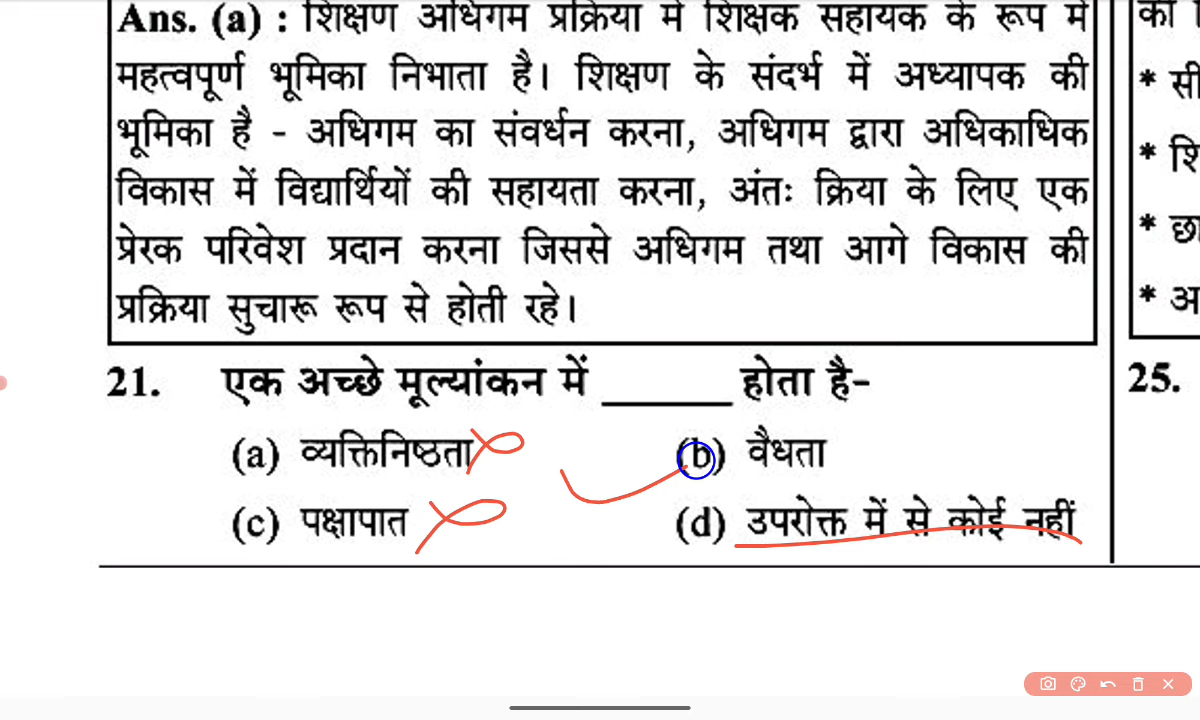 Ans. (a) : शिक्षण अधिगम प्रक्रिया में शिक्षक सहायक के रूप में
महत्वपूर्ण भूमिका निभाता है। शिक्षण के संदर्भ में अध्यापक की
भूमिका है - अधिगम का संवर्धन करना, अधिगम द्वारा अधिकाधिक
विकास में विद्यार्थियों की सहायता करना, अंतः क्रिया के लिए एक
प्रेरक परिवेश प्रदान करना जिससे अधिगम तथा आगे विकास की
प्रक्रिया सुचारू रूप से होती रहे।
21. एक अच्छे मूल्यांकन में ______ होता है-
(a) व्यक्तिनिष्ठता (b) वैधता
(c) पक्षापात (d) उपरोक्त में से कोई नहीं
की
*
*
*
*
25.